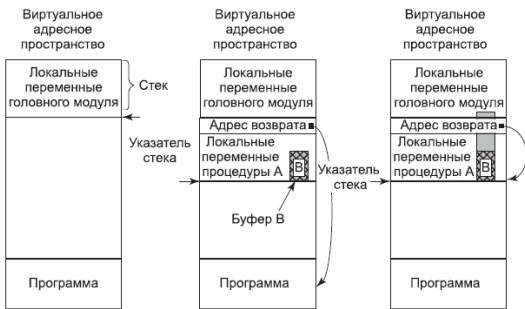 Виртуальное
адресное
пространство
Виртуальное
адресное
пространство
Виртуальное
адресное
пространство
Локальные
переменные
головного модуля
Стек
Указатель
стека
Программа
Локальные
переменные
головного модуля
Адрес возврата
Локальные
переменные
процедуры А
В
Буфер В
Программа
Указатель
стека
Локальные
переменные
головного модуля
Адрес возврата
Локальные
переменные
процедуры А
В
Программа